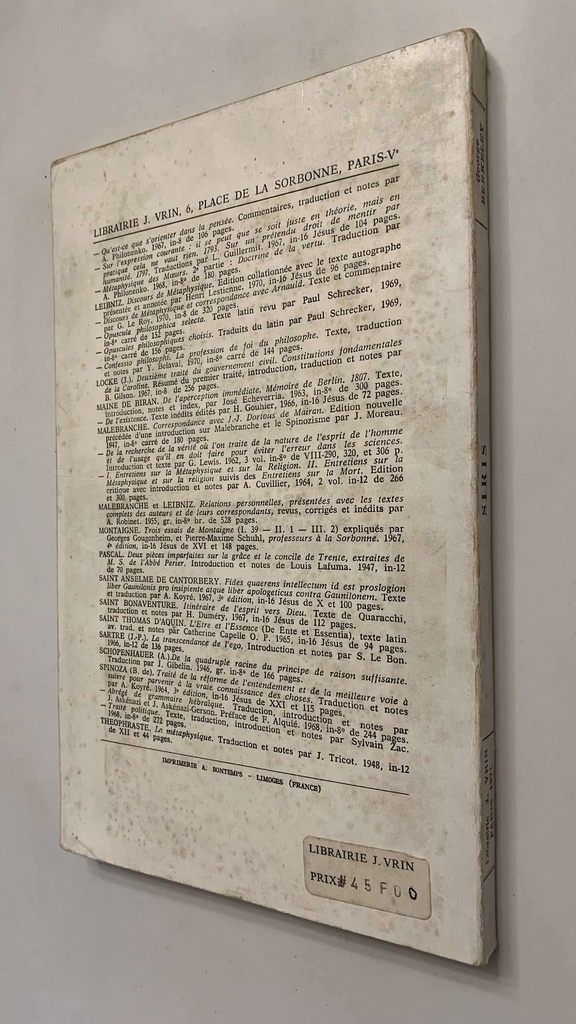 LIBRAIRIE J. VRIN, 6, PLACE DE LA SORBONNE, PARIS-Vᵉ
— Qu'est-ce que s'orienter dans la pensée. Commentaires, traduction et notes par
A. Philonenko. 1967, in-8 de 106 pages.
— Sur l'expression courante : il se peut que se soit juste en théorie, mais en
pratique cela ne vaut rien. 1793. Sur un prétendu droit de mentir par
humanité. 1797. Traductions par L. Guillermit. 1967, in-16 Jésus de 104 pages.
— Métaphysique des Mœurs. 2ᵉ partie : Doctrine de la vertu. Traduction par
A. Philonenko. 1968, in-8º de 180 pages.
LEIBNIZ. Discours de Métaphysique. Edition collationnée avec le texte autographe
présentée et annotée par Henri Lestienne. 1970, in-16 Jésus de 96 pages.
— Discours de Métaphysique et correspondance avec Arnauld. Texte et commentaire
par G. Le Roy. 1970, in-8 de 320 pages.
— Opuscula philosophica selecta. Texte latin revu par Paul Schrecker, 1969,
in-8º carré de 152 pages.
— Opuscules philosophiques choisis. Traduits du latin par Paul Schrecker, 1969,
in-8º carré de 156 pages.
— Confessio philosophi. La profession de foi du philosophe. Texte, traduction
et notes par Y. Belaval, 1970, in-8º carré de 144 pages.
LOCKE (J.). Deuxième traité du gouvernement civil. Constitutions fondamentales
de la Caroline. Résumé du premier traité, introduction, traduction et notes par
B. Gilson. 1967, in-8 de 256 pages.
MAINE DE BIRAN. De l'aperception immédiate. Mémoire de Berlin. 1807. Texte,
introduction, notes et index, par José Echeverria. 1963, in-8º de 300 pages.
— De l'existence. Texte inédits édités par H. Gouhier, 1966, in-16 Jésus de 72 pages.
MALEBRANCHE. Correspondance avec J.-J. Dortous de Mairan. Edition nouvelle
précédée d'une introduction sur Malebranche et le Spinozisme par J. Moreau.
1947, in-8º carré de 180 pages.
— De la recherche de la vérité où l'on traite de la nature de l'esprit de l'homme
et de l'usage qu'il en doit faire pour éviter l'erreur dans les sciences.
Introduction et texte par G. Lewis. 1962, 3 vol. in-8º de VIII-290, 320, et 306 p.
— I. Entretiens sur la Métaphysique et sur la Religion. II. Entretiens sur la
Métaphysique et sur la religion suivis des Entretiens sur la Mort. Edition
critique avec introduction et notes par A. Cuvillier, 1964, 2 vol. in-12 de 266
et 300 pages.
MALEBRANCHE et LEIBNIZ. Relations personnelles, présentées avec les textes
complets des auteurs et de leurs correspondants, revus, corrigés et inédits par
A. Robinet. 1955, gr. in-8º br. de 528 pages.
MONTAIGNE. Trois essais de Montaigne (I. 39 — II. 1 — III. 2) expliqués par
Georges Gougenheim, et Pierre-Maxime Schuhl, professeurs à la Sorbonne. 1967,
4ᵉ édition, in-16 Jésus de XVI et 148 pages.
PASCAL. Deux pièces imparfaites sur la grâce et le concile de Trente, extraites de
M. S. de l'Abbé Périer. Introduction et notes de Louis Lafuma. 1947, in-12
de 70 pages.
SAINT ANSELME DE CANTORBERY. Fides quaerens intellectum id est proslogion
liber Gaunilonis pro insipiente atque liber apologeticus contra Gaunilonem. Texte
et traduction par A. Koyré, 1967, 3ᵉ édition, in-16 Jésus de X et 100 pages.
SAINT BONAVENTURE. Itinéraire de l'esprit vers Dieu. Texte de Quaracchi,
traduction et notes par H. Duméry, 1967, in-16 Jésus de 112 pages.
SAINT THOMAS D'AQUIN. L'Etre et l'Essence (De Ente et Essentia), texte latin
av. trad. et notes par Catherine Capelle O. P. 1965, in-16 Jésus de 94 pages.
SARTRE (J.-P.). La transcendance de l'ego. Introduction et notes par S. Le Bon.
1966, in-12 de 136 pages.
SCHOPENHAUER (A.).De la quadruple racine du principe de raison suffisante.
Traduction par J. Gibelin. 1946, gr. in-8º de 166 pages.
SPINOZA (B. de). Traité de la réforme de l'entendement et de la meilleure voie à
suivre pour parvenir à la vraie connaissance des choses. Traduction et notes
par A. Koyré. 1964, 3ᵉ édition, in-16 Jésus de XXI et 115 pages.
— Abrégé de grammaire hébraïque. Traduction, introduction et notes par
J. Askénazi et J. Askénazi-Gerson. Préface de F. Alquié. 1968, in-8º de 244 pages.
— Traité politique. Texte, traduction, introduction et notes par Sylvain Zac.
1968, in-8º de 272 pages.
THEOPHRASTE. La métaphysique. Traduction et notes par J. Tricot. 1948, in-12
de XII et 44 pages.
IMPRIMERIE A. BONTEMPS — LIMOGES (FRANCE)
LIBRAIRIE J. VRIN
PRIX # 45 F 00
George
BERKELEY
SIRIS
Librairie J. VRIN
PARIS 1971